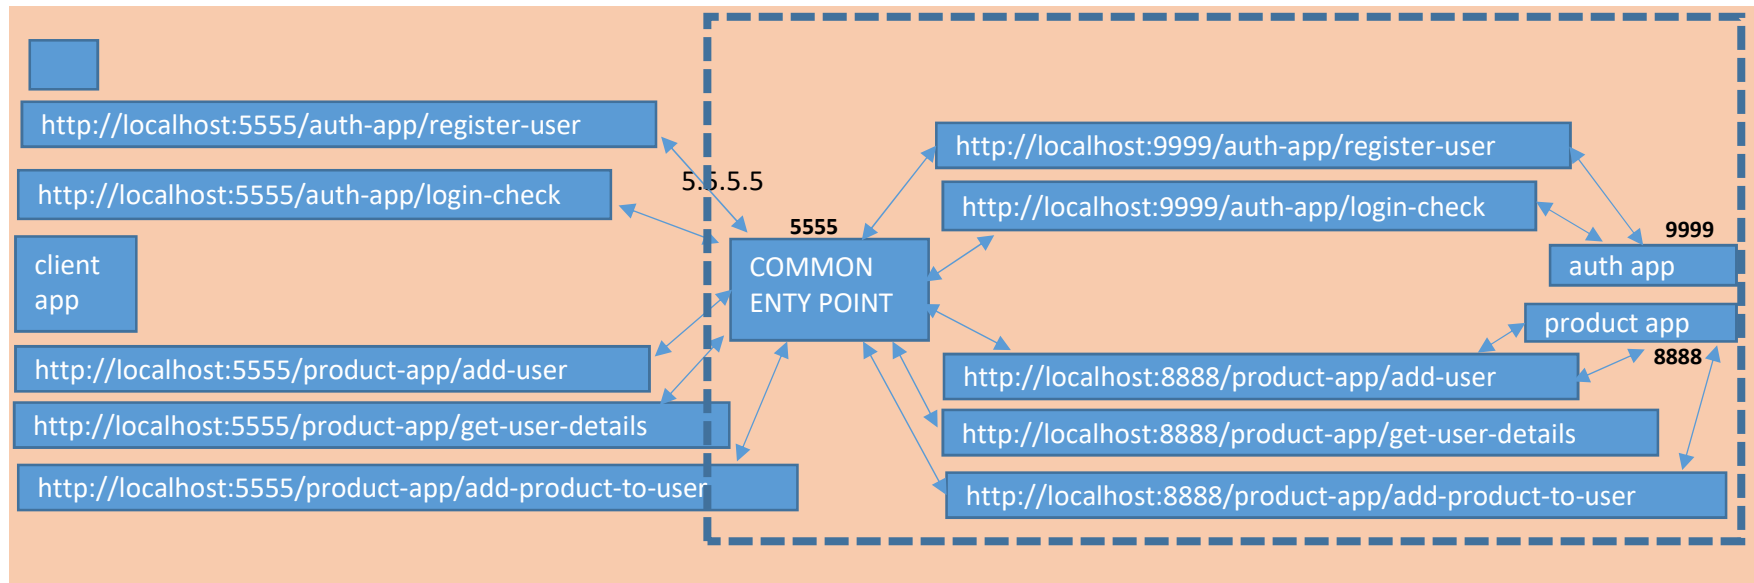 http://localhost:5555/auth-app/register-user
http://localhost:5555/auth-app/login-check
client
app
http://localhost:5555/product-app/add-user
http://localhost:5555/product-app/get-user-details
http://localhost:5555/product-app/add-product-to-user
5.5.5.5
5555
COMMON
ENTY POINT
http://localhost:9999/auth-app/register-user
http://localhost:9999/auth-app/login-check
9999
auth app
product app
8888
http://localhost:8888/product-app/add-user
http://localhost:8888/product-app/get-user-details
http://localhost:8888/product-app/add-product-to-user